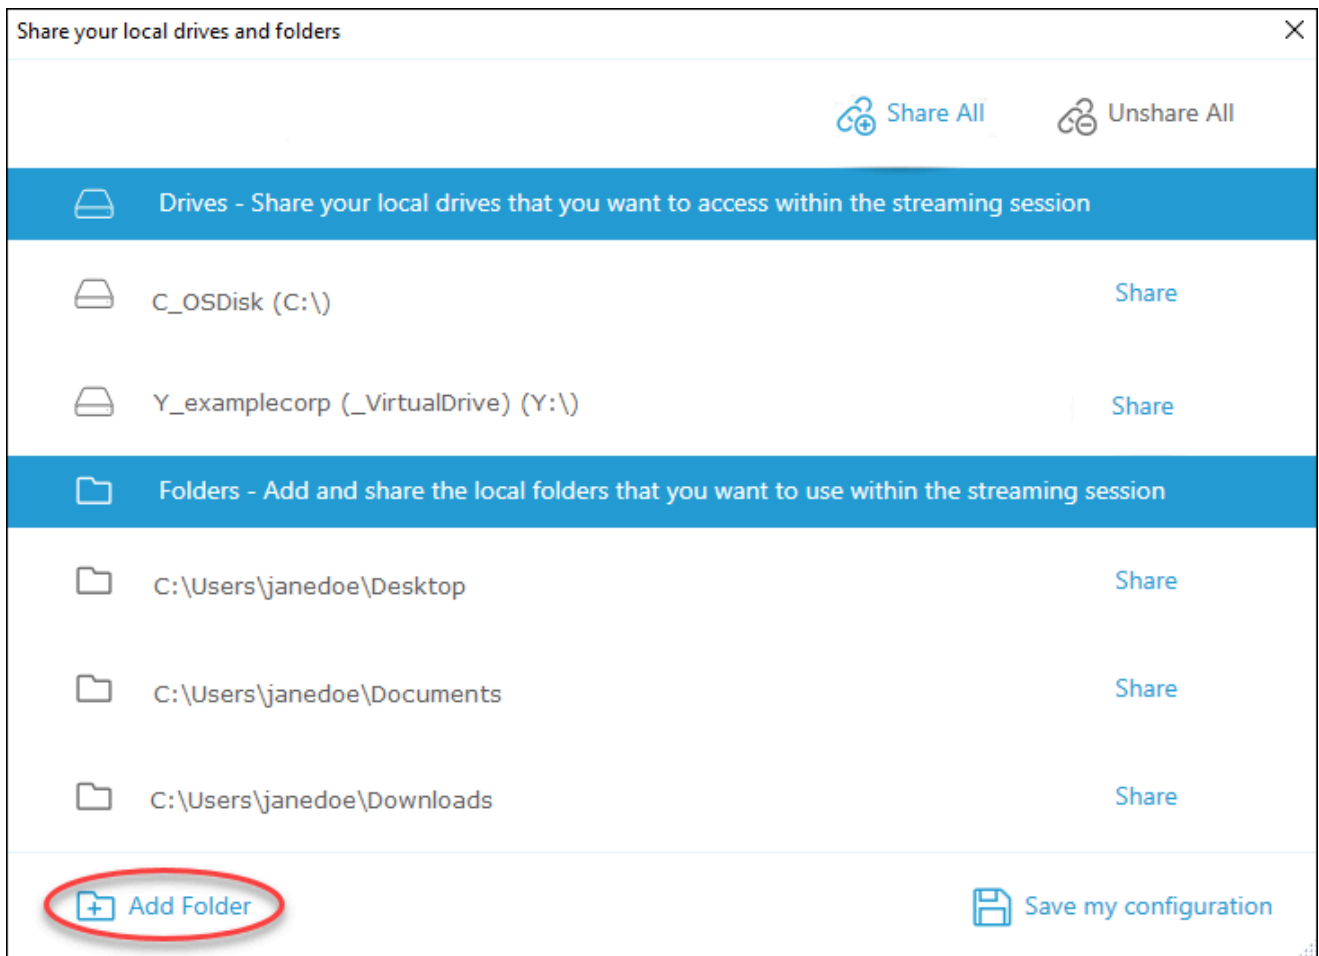 Share your local drives and folders
Share All
Unshare All
Drives - Share your local drives that you want to access within the streaming session
C_OSDisk (C:\)
Share
Y_examplecorp (_VirtualDrive) (Y:\)
Share
Folders - Add and share the local folders that you want to use within the streaming session
C:\Users\janedoe\Desktop
Share
C:\Users\janedoe\Documents
Share
C:\Users\janedoe\Downloads
Share
Add Folder
Save my configuration